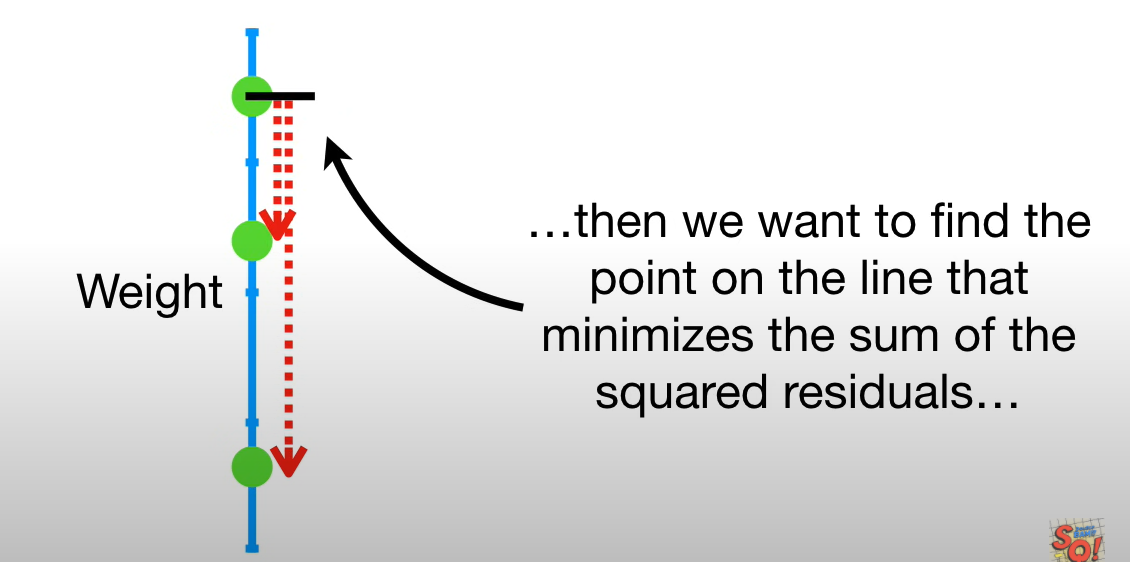 …then we want to find the
point on the line that
Weight
minimizes the sum of the
squared residuals…
SO!